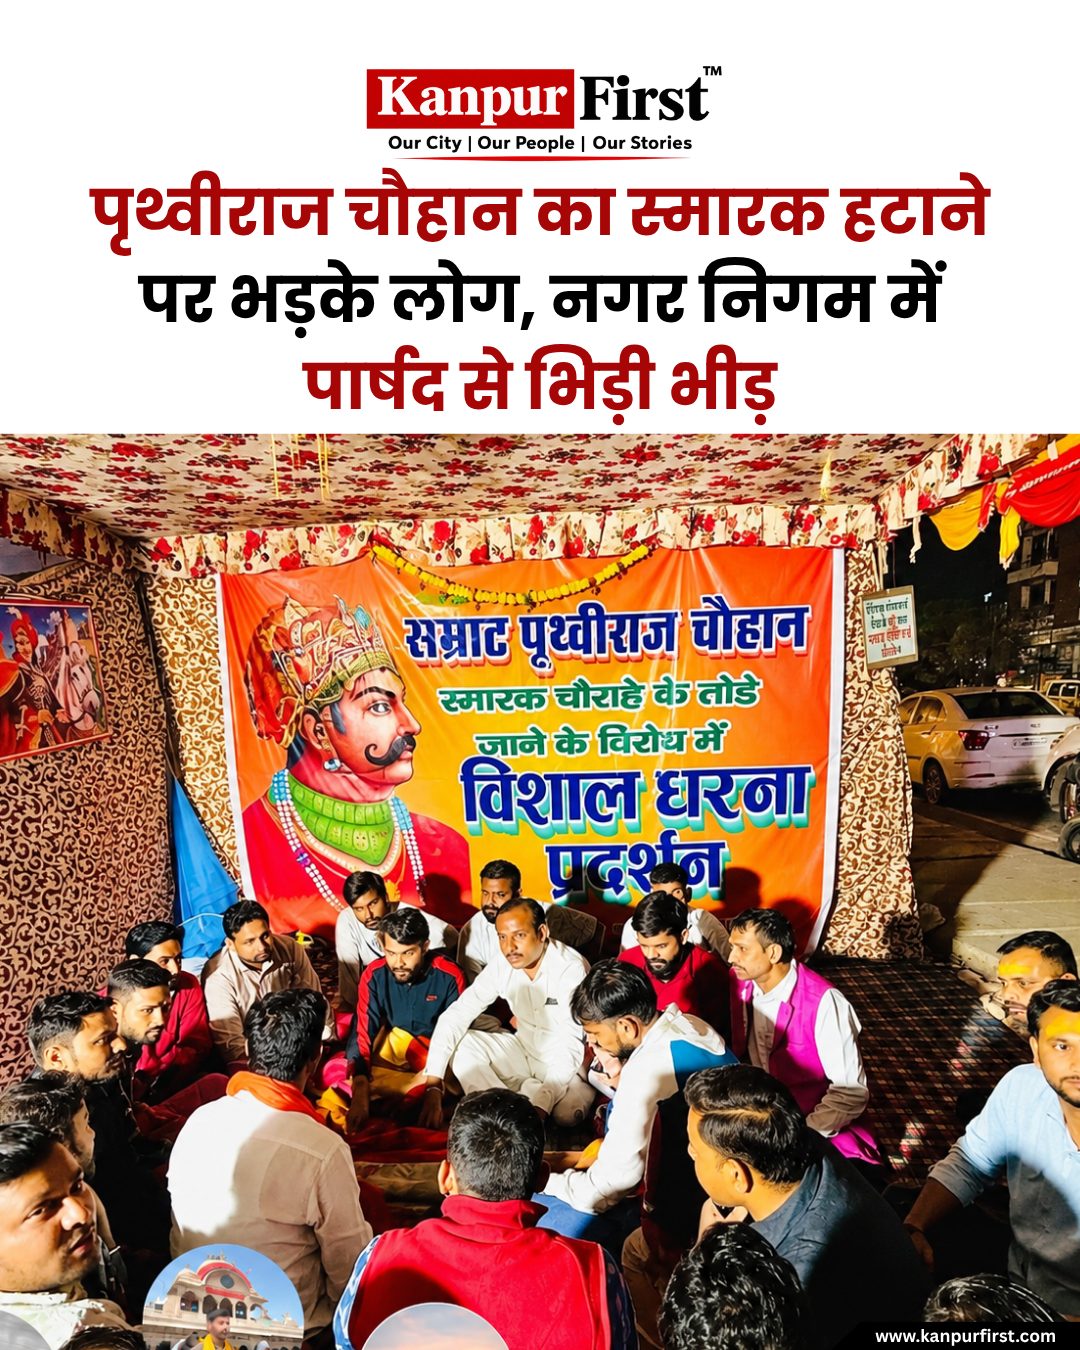 Kanpur First™
Our City | Our People | Our Stories
पृथ्वीराज चौहान का स्मारक हटाने
पर भड़के लोग, नगर निगम में
पार्षद से भिड़ी भीड़
सम्राट पृथ्वीराज चौहान
स्मारक चौराहे के तोडे
जाने के विरोध में
विशाल धरना
प्रदर्शन
www.kanpurfirst.com